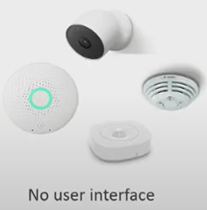 No user interface